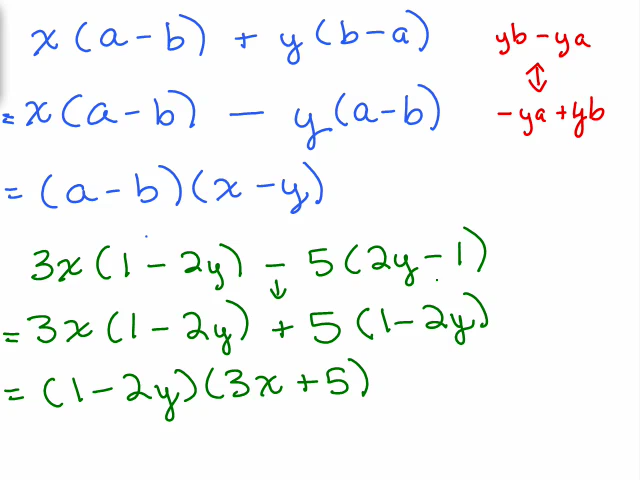 x(a-b) + y(b-a)
= x(a-b) - y(a-b)
= (a-b)(x-y)
yb - ya
↕
- ya + yb
3x(1-2y) - 5(2y-1)
↓
= 3x(1-2y) + 5(1-2y)
= (1-2y)(3x+5)